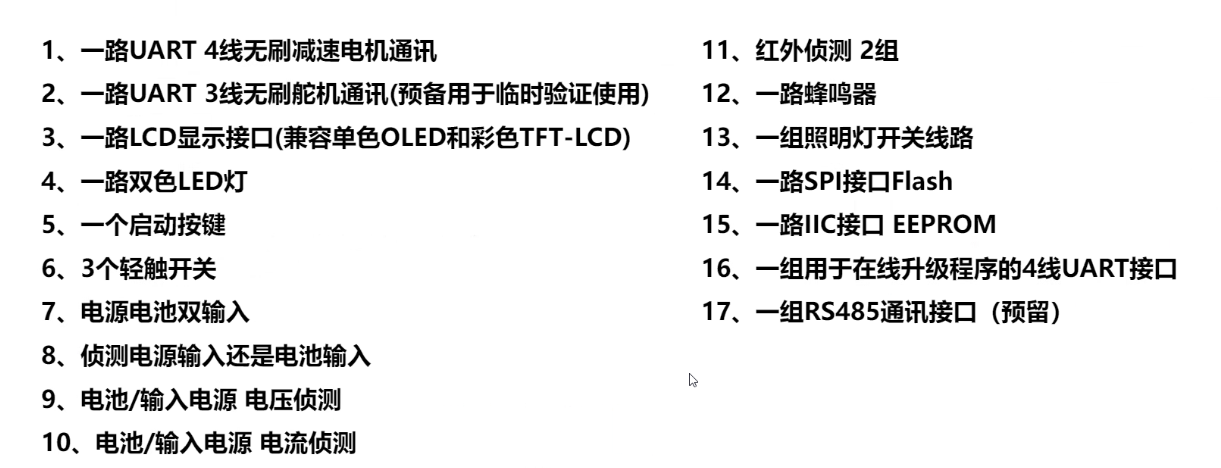 1、一路UART 4线无刷减速电机通讯
2、一路UART 3线无刷舵机通讯(预备用于临时验证使用)
3、一路LCD显示接口(兼容单色OLED和彩色TFT-LCD)
4、一路双色LED灯
5、一个启动按键
6、3个轻触开关
7、电源电池双输入
8、侦测电源输入还是电池输入
9、电池/输入电源 电压侦测
10、电池/输入电源 电流侦测
11、红外侦测 2组
12、一路蜂鸣器
13、一组照明灯开关线路
14、一路SPI接口Flash
15、一路IIC接口 EEPROM
16、一组用于在线升级程序的4线UART接口
17、一组RS485通讯接口（预留）